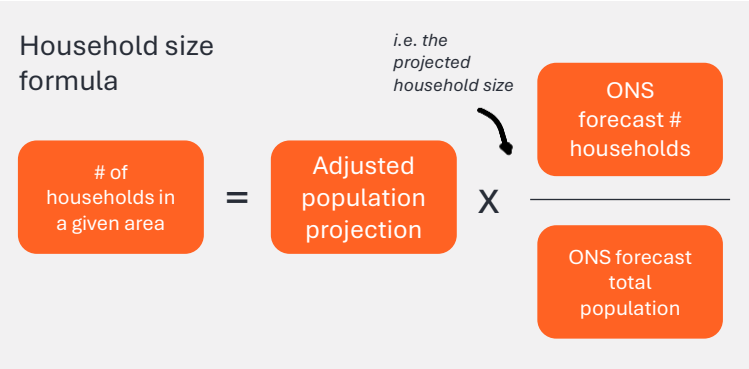 Household size
formula
i.e. the
projected
household size
# of
households in
a given area
=
Adjusted
population
projection
X
ONS
forecast #
households
ONS forecast
total
population